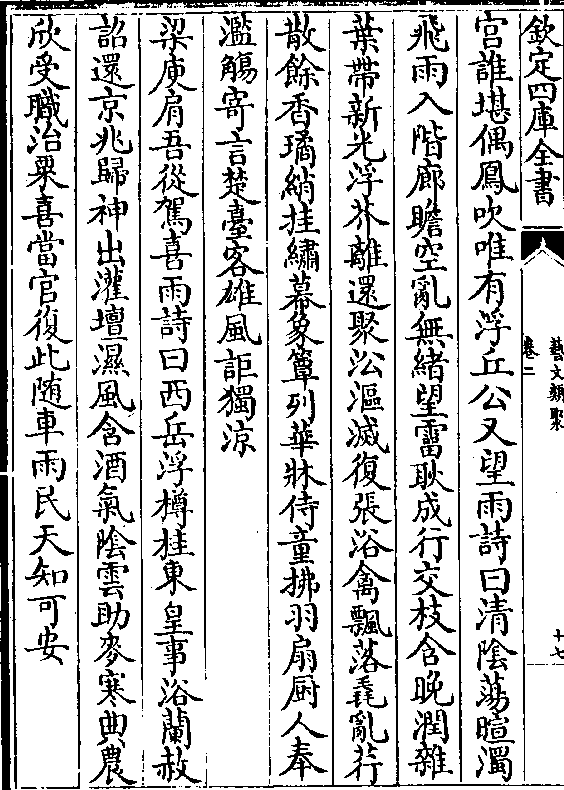 欽定四庫全書
藝文類聚
卷二
十七
宫誰堪偶鳳吹唯有浮丘公又望雨詩曰清陰蕩暄濁
飛雨入階廊瞻空亂無緒望霤耿成行交枝含晚潤雜
葉帶新光浮芥離還聚沿漚滅復張浴禽飄落毳亂荇
散餘香璚綃挂繡幕象簟列華牀侍童拂羽扇厨人奉
濫觴寄言楚臺客雄風詎獨涼
梁庾肩吾從駕喜雨詩曰西岳浮樽桂東皇事浴蘭赦
詔還京兆歸神出灌壇濕風含酒氣陰雲助麥寒典農
欣受職治粟喜當官復此随車雨民天知可安